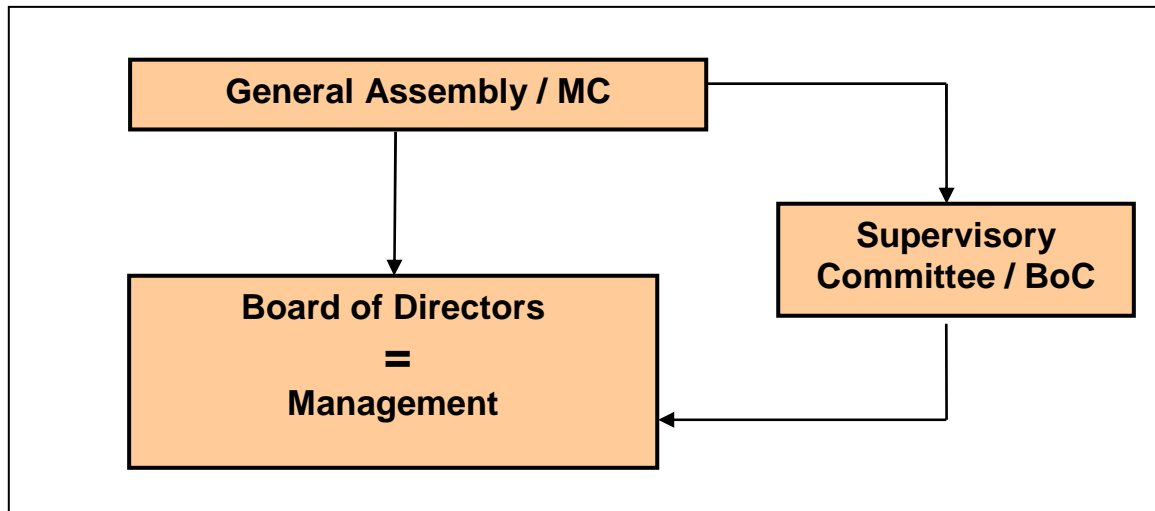 General Assembly / MC
Supervisory
Committee / BoC
Board of Directors
=
Management